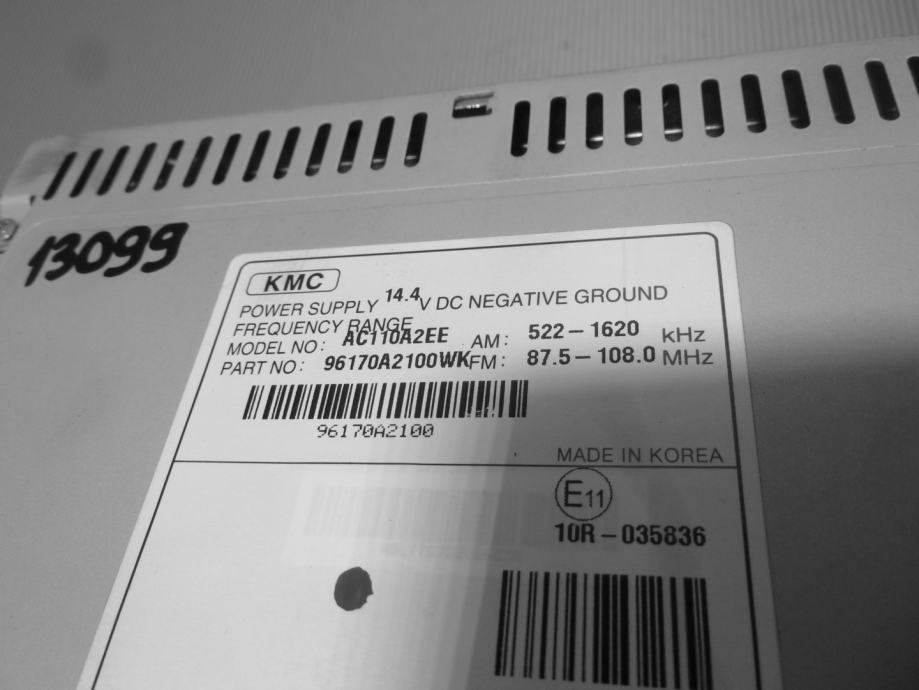 13099
KMC
POWER SUPPLY 14.4V DC NEGATIVE GROUND
FREQUENCY RANGE
MODEL NO: AC110A2EE AM: 522-1620 kHz
PART NO: 96170A2100WK FM: 87.5-108.0 MHz
96170A2100
MADE IN KOREA
E11
10R-035836